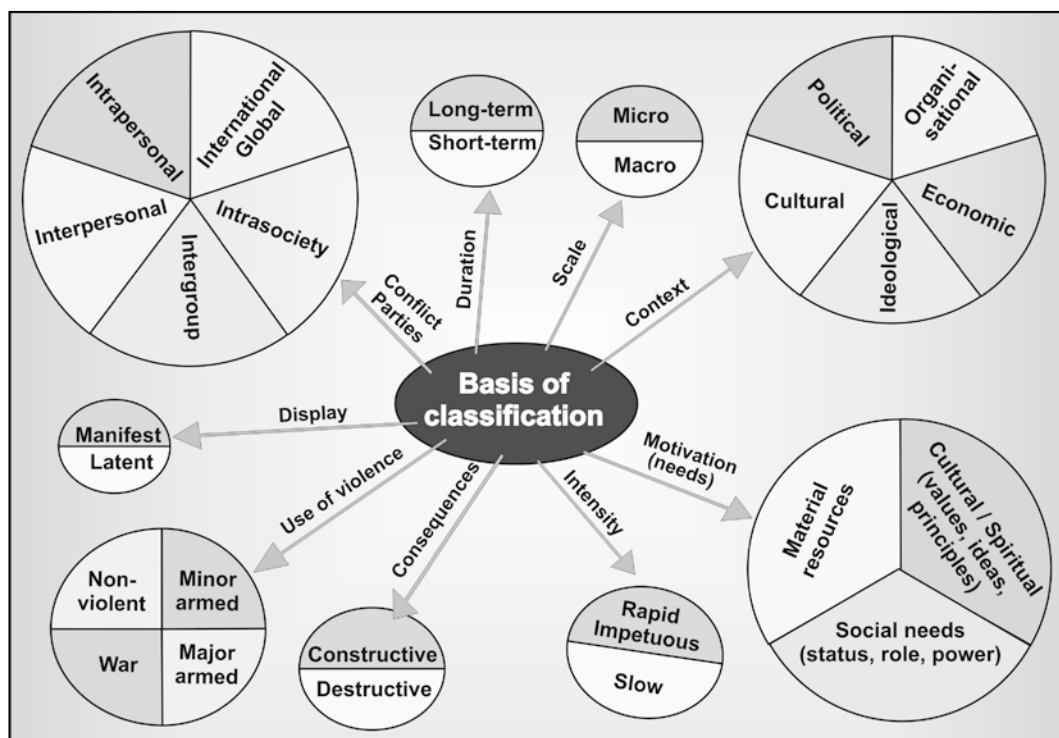 Intrapersonal
International
Global
Interpersonal
Intrasociety
Intergroup
Long-term
Short-term
Micro
Macro
Political
Organi-
sational
Cultural
Economic
Ideological
Conflict
Parties
Duration
Scale
Context
Basis of
classification
Display
Manifest
Latent
Use of violence
Consequences
Intensity
Motivation
(needs)
Non-
violent
Minor
armed
War
Major
armed
Constructive
Destructive
Rapid
Impetuous
Slow
Material
resources
Cultural / Spiritual
(values, ideas,
principles)
Social needs
(status, role, power)